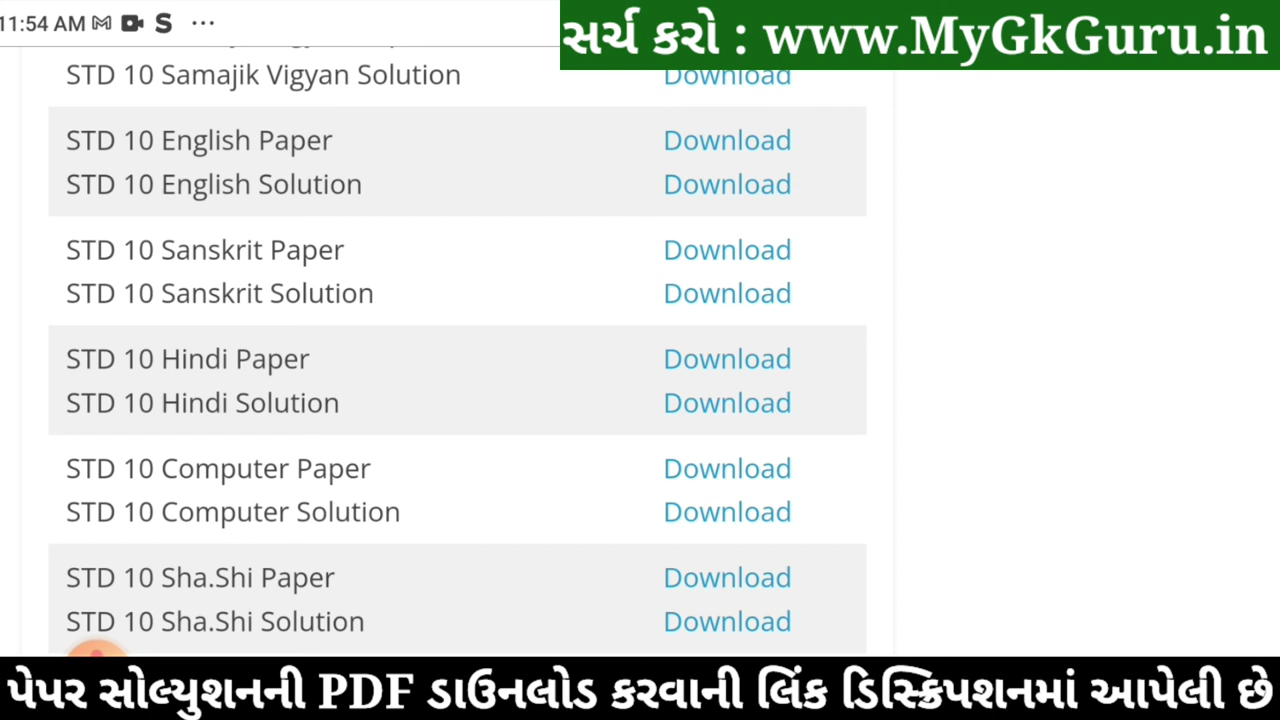 11:54 AM
સર્ચ કરો : www.MyGkGuru.in
STD 10 Samajik Vigyan Solution Download
STD 10 English Paper Download
STD 10 English Solution Download
STD 10 Sanskrit Paper Download
STD 10 Sanskrit Solution Download
STD 10 Hindi Paper Download
STD 10 Hindi Solution Download
STD 10 Computer Paper Download
STD 10 Computer Solution Download
STD 10 Sha.Shi Paper Download
STD 10 Sha.Shi Solution Download
પેપર સોલ્યુશનની PDF ડાઉનલોડ કરવાની લિંક ડિસ્ક્રિપશનમાં આપેલી છે